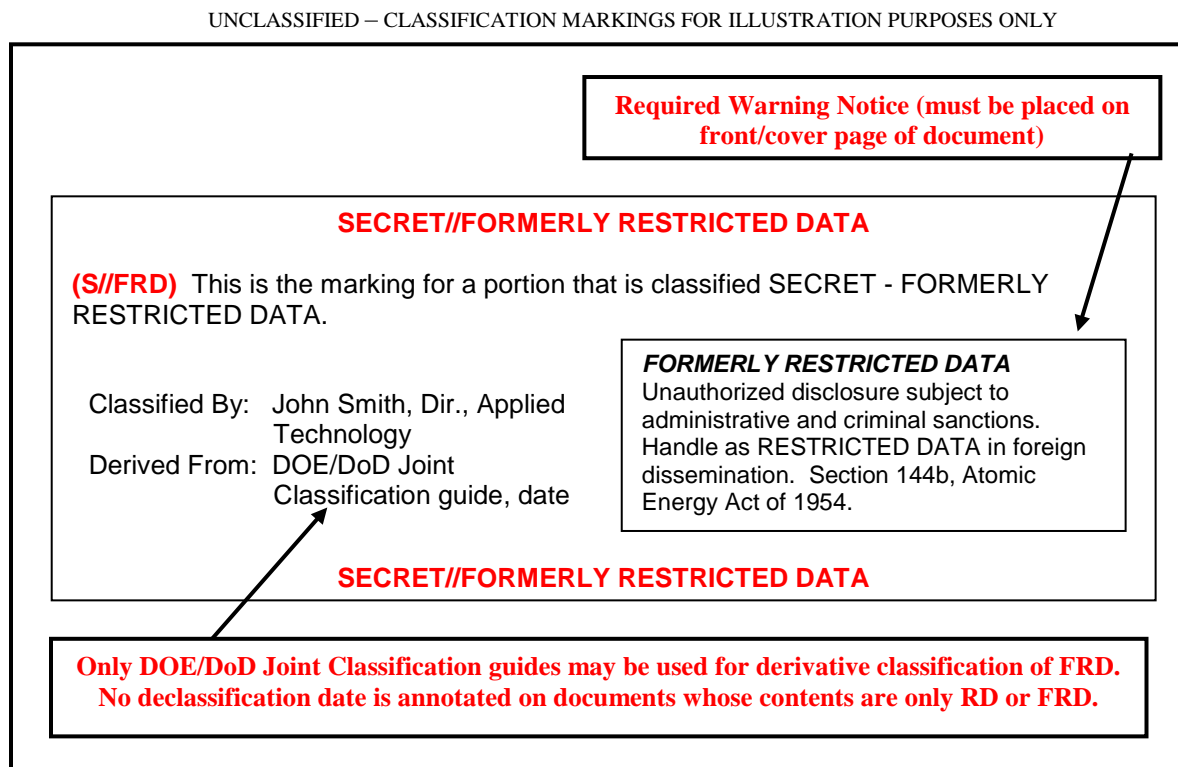 UNCLASSIFIED – CLASSIFICATION MARKINGS FOR ILLUSTRATION PURPOSES ONLY
Required Warning Notice (must be placed on
front/cover page of document)
SECRET//FORMERLY RESTRICTED DATA
(S//FRD) This is the marking for a portion that is classified SECRET - FORMERLY
RESTRICTED DATA.
Classified By: John Smith, Dir., Applied
Technology
Derived From: DOE/DoD Joint
Classification guide, date
FORMERLY RESTRICTED DATA
Unauthorized disclosure subject to
administrative and criminal sanctions.
Handle as RESTRICTED DATA in foreign
dissemination. Section 144b, Atomic
Energy Act of 1954.
SECRET//FORMERLY RESTRICTED DATA
Only DOE/DoD Joint Classification guides may be used for derivative classification of FRD.
No declassification date is annotated on documents whose contents are only RD or FRD.